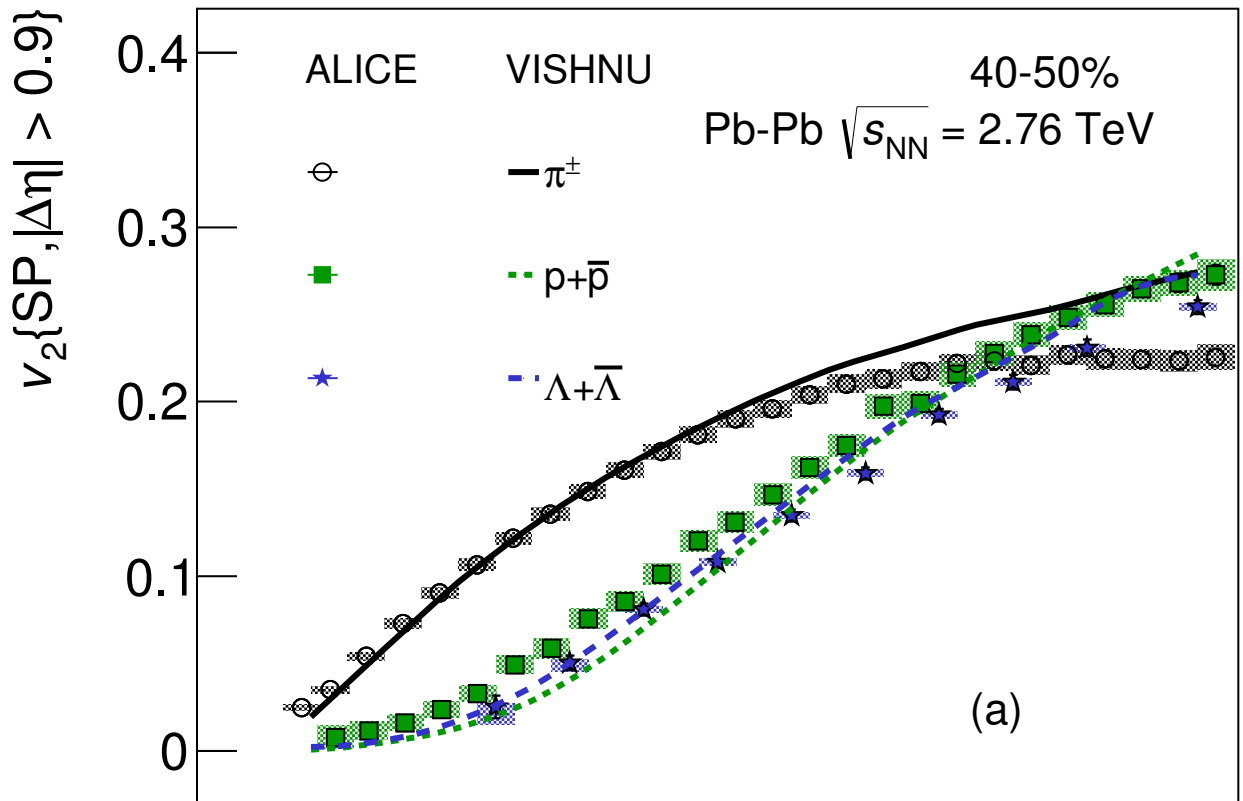 v₂{SP,|Δη| > 0.9}
0.4
0.3
0.2
0.1
0
ALICE VISHNU
π±
p+p̅
Λ+Λ̅
40-50%
Pb-Pb √s_NN = 2.76 TeV
(a)